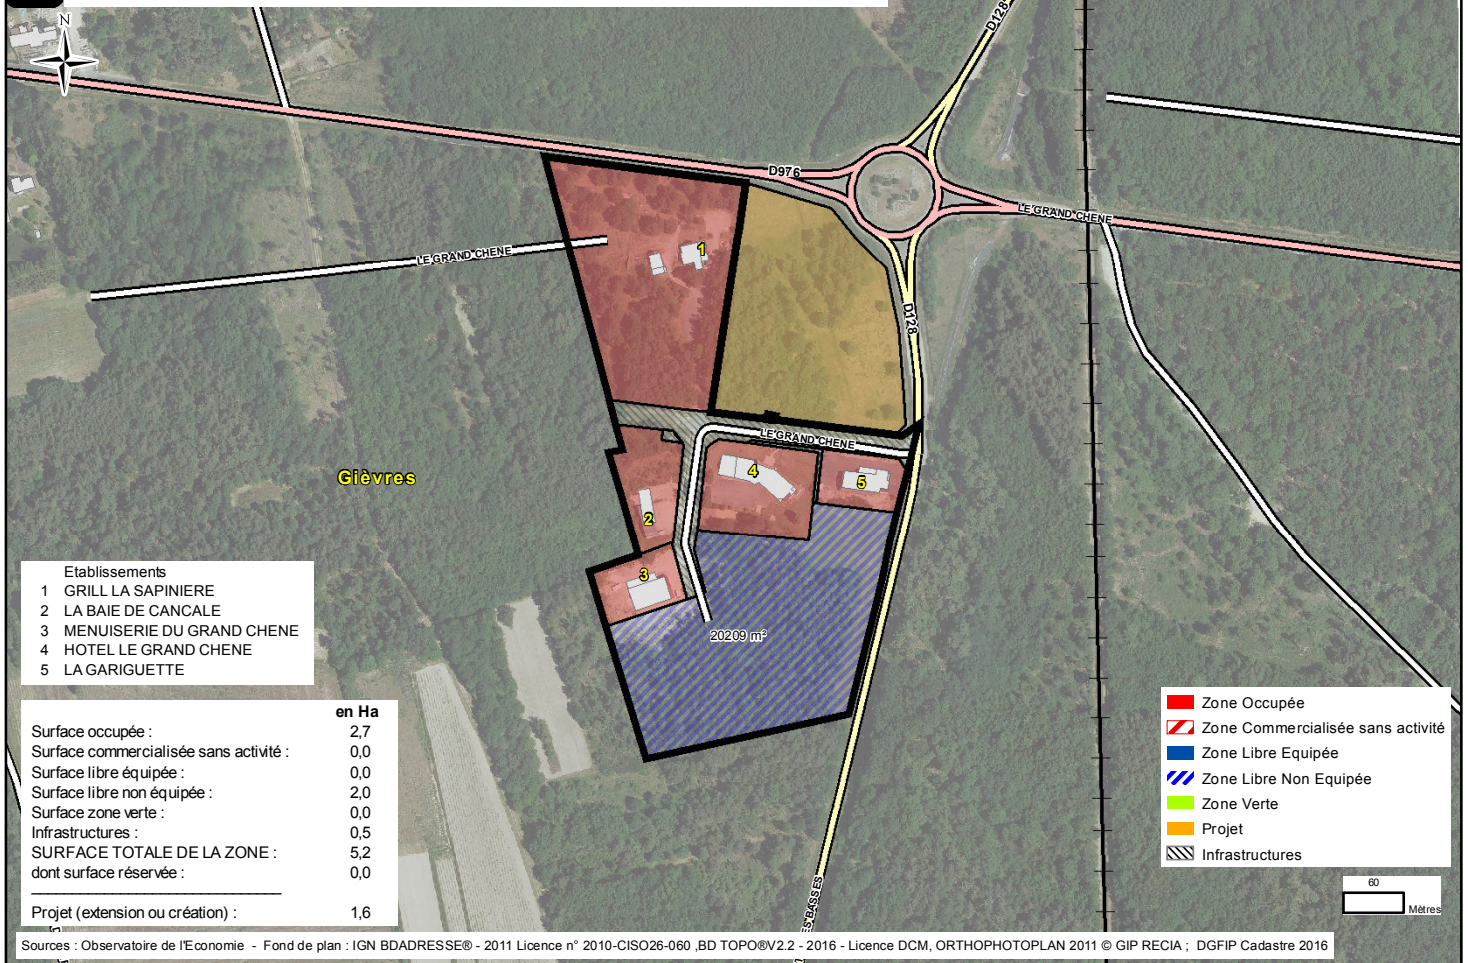 N
D128
D976
LE GRAND CHENE
LE GRAND CHENE
1
D128
LE GRAND CHENE
4
5
Gièvres
2
3
20209 m²
Etablissements
1 GRILL LA SAPINIERE
2 LA BAIE DE CANCALE
3 MENUISERIE DU GRAND CHENE
4 HOTEL LE GRAND CHENE
5 LA GARIGUETTE
en Ha
Surface occupée : 2,7
Surface commercialisée sans activité : 0,0
Surface libre équipée : 0,0
Surface libre non équipée : 2,0
Surface zone verte : 0,0
Infrastructures : 0,5
SURFACE TOTALE DE LA ZONE : 5,2
dont surface réservée : 0,0
Projet (extension ou création) : 1,6
Zone Occupée
Zone Commercialisée sans activité
Zone Libre Equipée
Zone Libre Non Equipée
Zone Verte
Projet
Infrastructures
60
Mètres
ES BASSES
Sources : Observatoire de l'Economie - Fond de plan : IGN BDADRESSE® - 2011 Licence n° 2010-CISO26-060 ,BD TOPO®V2.2 - 2016 - Licence DCM, ORTHOPHOTOPLAN 2011 © GIP RECIA ; DGFIP Cadastre 2016